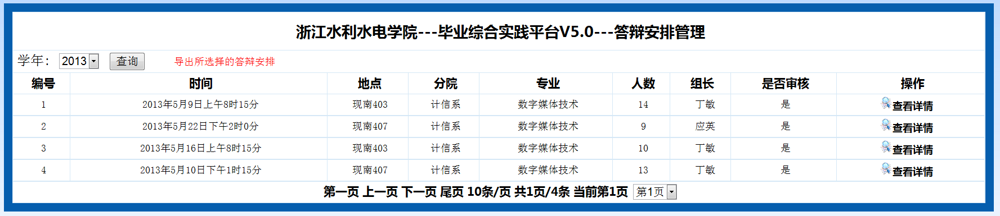 浙江水利水电学院---毕业综合实践平台V5.0---答辩安排管理
学年： 2013 查询 导出所选择的答辩安排
编号 时间 地点 分院 专业 人数 组长 是否审核 操作
1 2013年5月9日上午8时15分 现南403 计信系 数字媒体技术 14 丁敏 是 查看详情
2 2013年5月22日下午2时0分 现南407 计信系 数字媒体技术 9 应英 是 查看详情
3 2013年5月16日上午8时15分 现南403 计信系 数字媒体技术 10 丁敏 是 查看详情
4 2013年5月10日下午1时15分 现南407 计信系 数字媒体技术 13 丁敏 是 查看详情
第一页 上一页 下一页 尾页 10条/页 共1页/4条 当前第1页 第1页